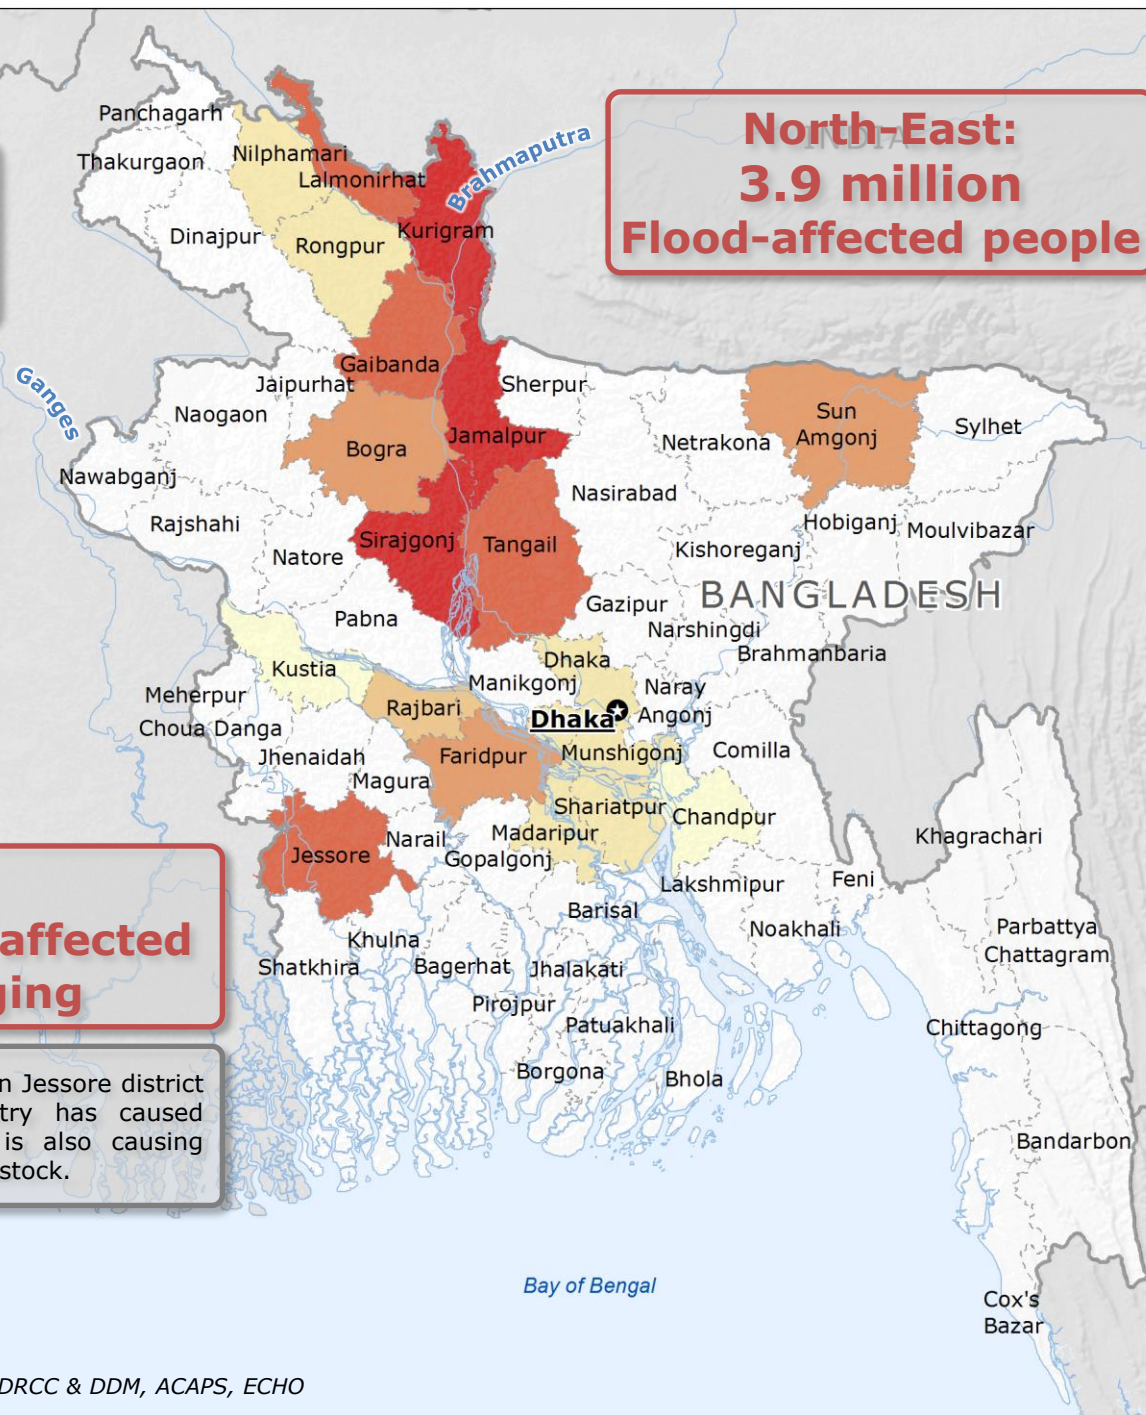 North-East:
3.9 million
Flood-affected people
INDIA
Brahmaputra
Ganges
Panchagarh
Thakurgaon
Nilphamari
Lalmonirhat
Dinajpur
Rongpur
Kurigram
Gaibanda
Jaipurhat
Sherpur
Naogaon
Bogra
Jamalpur
Netrakona
Sun
Amgonj
Sylhet
Nawabganj
Nasirabad
Rajshahi
Natore
Sirajgonj
Tangail
Kishoreganj
Hobiganj
Moulvibazar
BANGLADESH
Pabna
Gazipur
Narshingdi
Brahmanbaria
Kustia
Dhaka
Manikgonj
Meherpur
Rajbari
Naray
Angonj
Dhaka
Choua Danga
Jhenaidah
Faridpur
Munshigonj
Comilla
Magura
Shariatpur
Chandpur
Madaripur
Narail
Gopalgonj
Jessore
Khagrachari
Lakshmipur
Feni
Barisal
Noakhali
Parbattya
Chattagram
Khulna
Shatkhira
Bagerhat
Jhalakati
Pirojpur
Patuakhali
Chittagong
Borgona
Bhola
Bandarbon
affected
ging
n Jessore district
try has caused
is also causing
stock.
Bay of Bengal
Cox's
Bazar
DRCC & DDM, ACAPS, ECHO